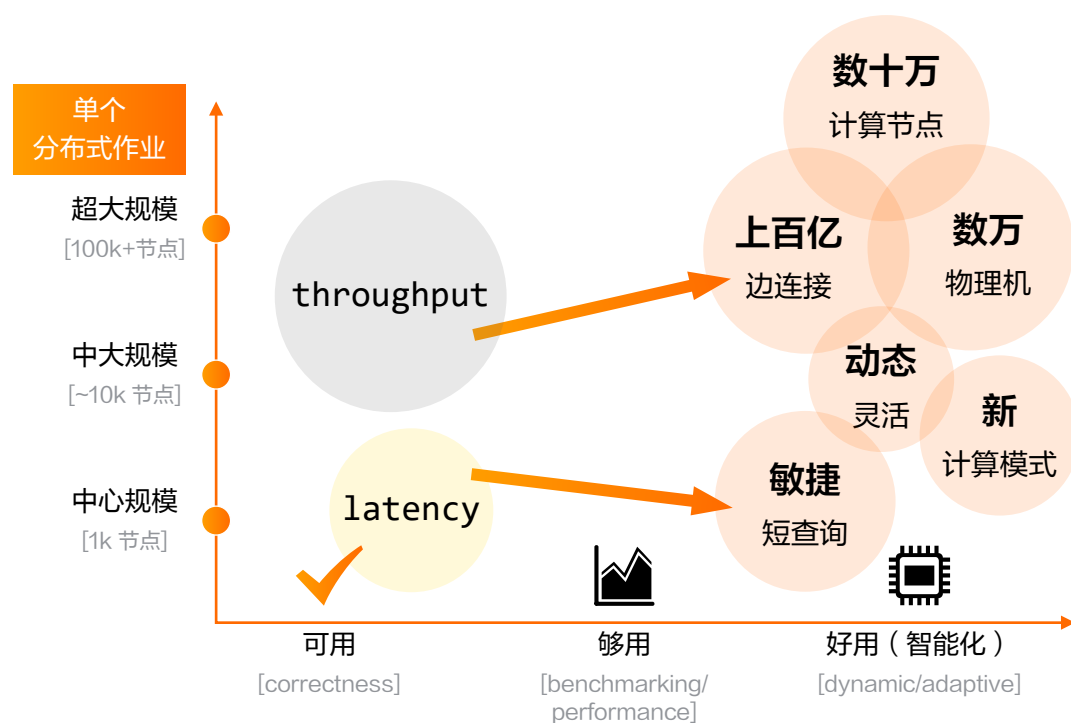 单个
分布式作业
超大规模
[100k+节点]
中大规模
[~10k 节点]
中心规模
[1k 节点]
throughput
latency
数十万
计算节点
上百亿
边连接
数万
物理机
动态
灵活
新
计算模式
敏捷
短查询
可用
[correctness]
够用
[benchmarking/
performance]
好用（智能化）
[dynamic/adaptive]